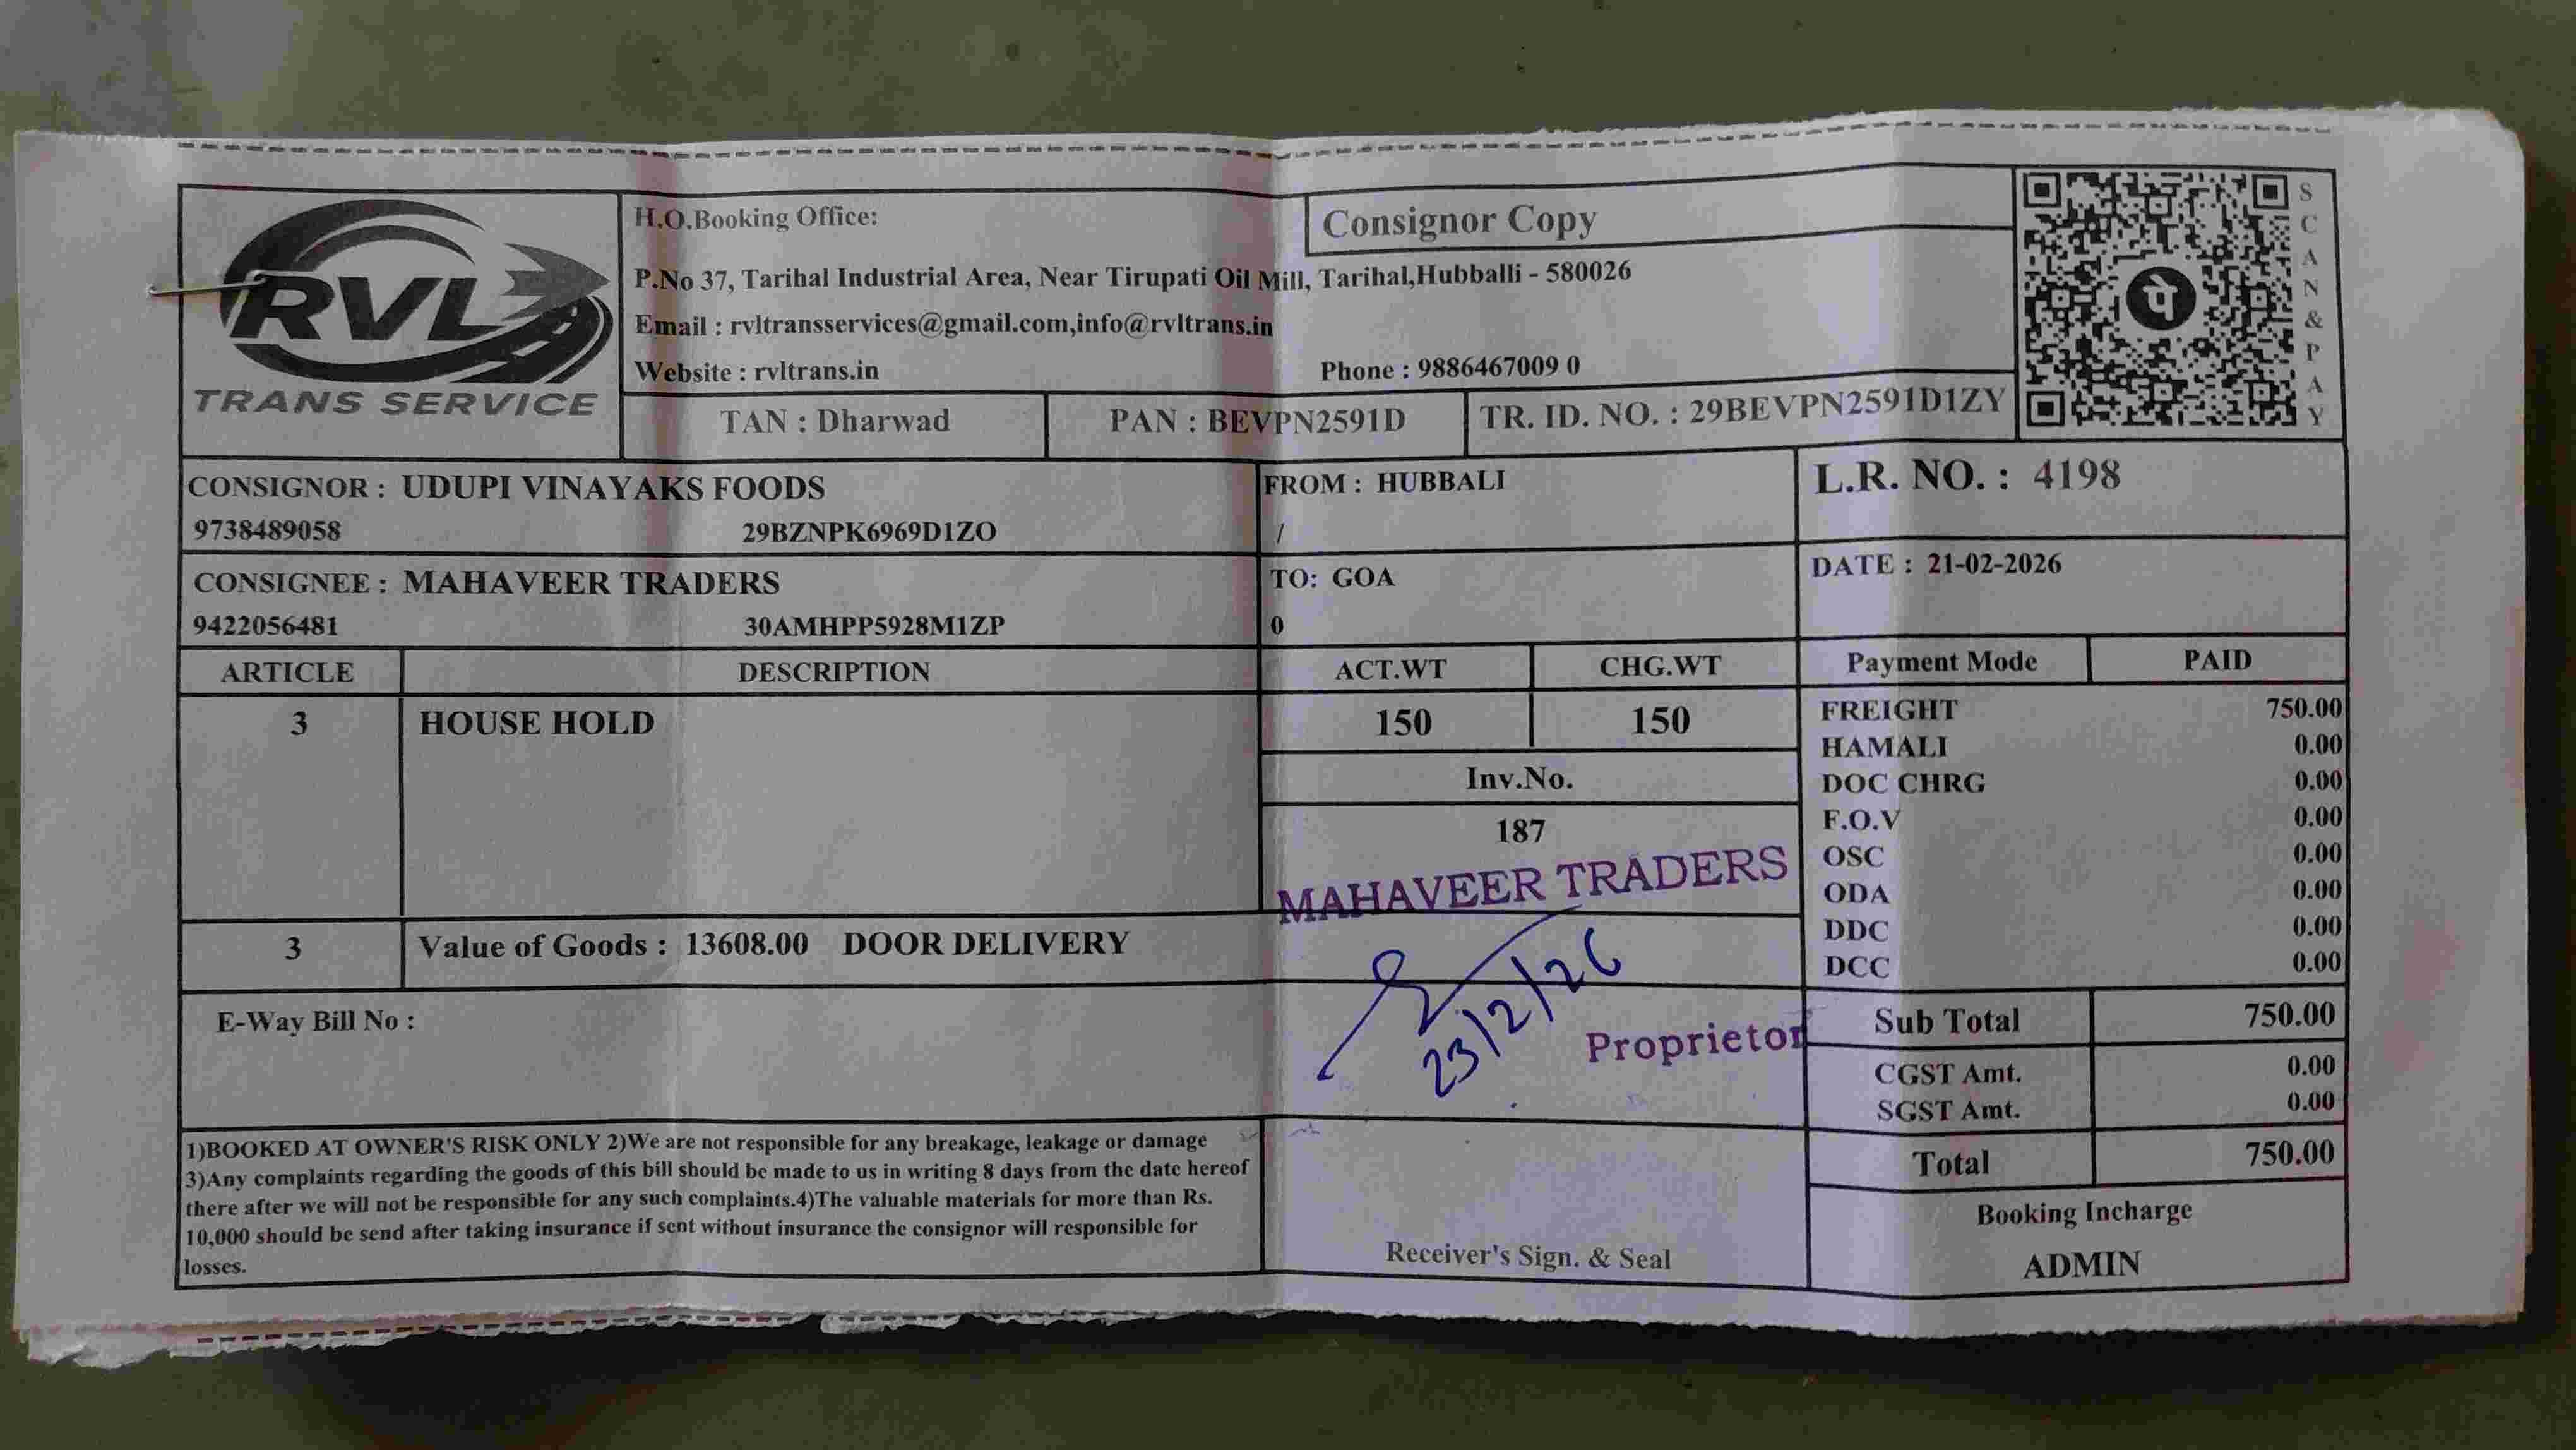 RVL
TRANS SERVICE
H.O.Booking Office:
Consignor Copy
P.No 37, Tarihal Industrial Area, Near Tirupati Oil Mill, Tarihal,Hubballi - 580026
Email : rvltransservices@gmail.com,info@rvltrans.in
Website : rvltrans.in Phone : 9886467009 0
TAN : Dharwad PAN : BEVPN2591D TR. ID. NO. : 29BEVPN2591D1ZY
पे
SCAN&PAY
CONSIGNOR : UDUPI VINAYAKS FOODS
9738489058 29BZNPK6969D1ZO
FROM : HUBBALI
/
L.R. NO. : 4198
CONSIGNEE : MAHAVEER TRADERS
9422056481 30AMHPP5928M1ZP
TO: GOA
0
DATE : 21-02-2026
ARTICLE DESCRIPTION ACT.WT CHG.WT Payment Mode PAID
3 HOUSE HOLD 150 150
Inv.No.
187
FREIGHT 750.00
HAMALI 0.00
DOC CHRG 0.00
F.O.V 0.00
OSC 0.00
ODA 0.00
DDC 0.00
DCC 0.00
MAHAVEER TRADERS
23/2/26
Proprietor
3 Value of Goods : 13608.00 DOOR DELIVERY
E-Way Bill No :
Sub Total 750.00
CGST Amt. 0.00
SGST Amt. 0.00
Total 750.00
1)BOOKED AT OWNER'S RISK ONLY 2)We are not responsible for any breakage, leakage or damage
3)Any complaints regarding the goods of this bill should be made to us in writing 8 days from the date hereof
there after we will not be responsible for any such complaints.4)The valuable materials for more than Rs.
10,000 should be send after taking insurance if sent without insurance the consignor will responsible for
losses.
Receiver's Sign. & Seal
Booking Incharge
ADMIN